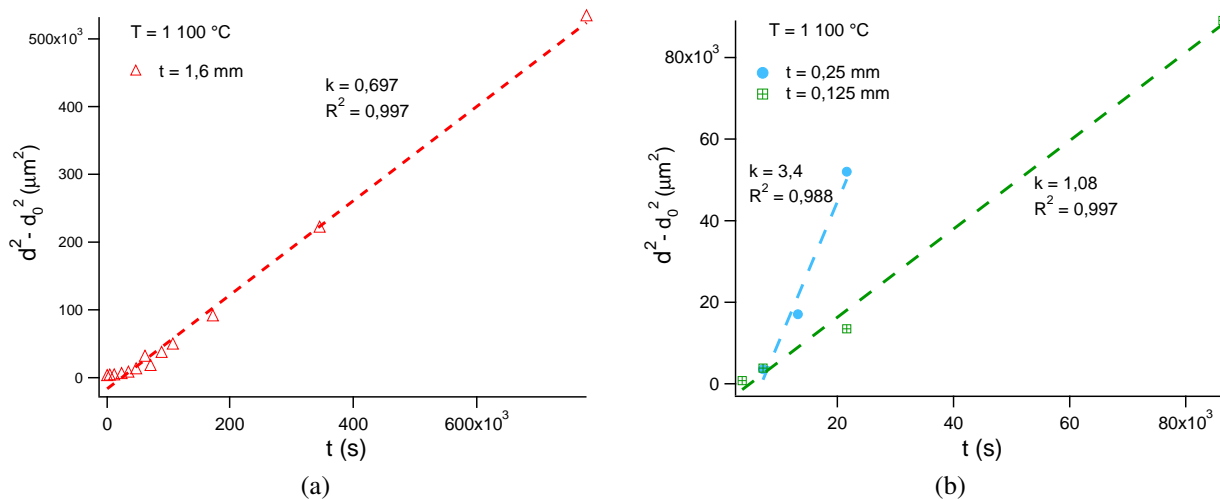 T = 1 100 °C
t = 1,6 mm
k = 0,697
R² = 0,997
500x10³
400
300
200
100
0
d² - d₀² (μm²)
0
200
400
600x10³
t (s)
(a)
T = 1 100 °C
t = 0,25 mm
t = 0,125 mm
k = 3,4
R² = 0,988
k = 1,08
R² = 0,997
80x10³
60
40
20
0
d² - d₀² (μm²)
20
40
60
80x10³
t (s)
(b)